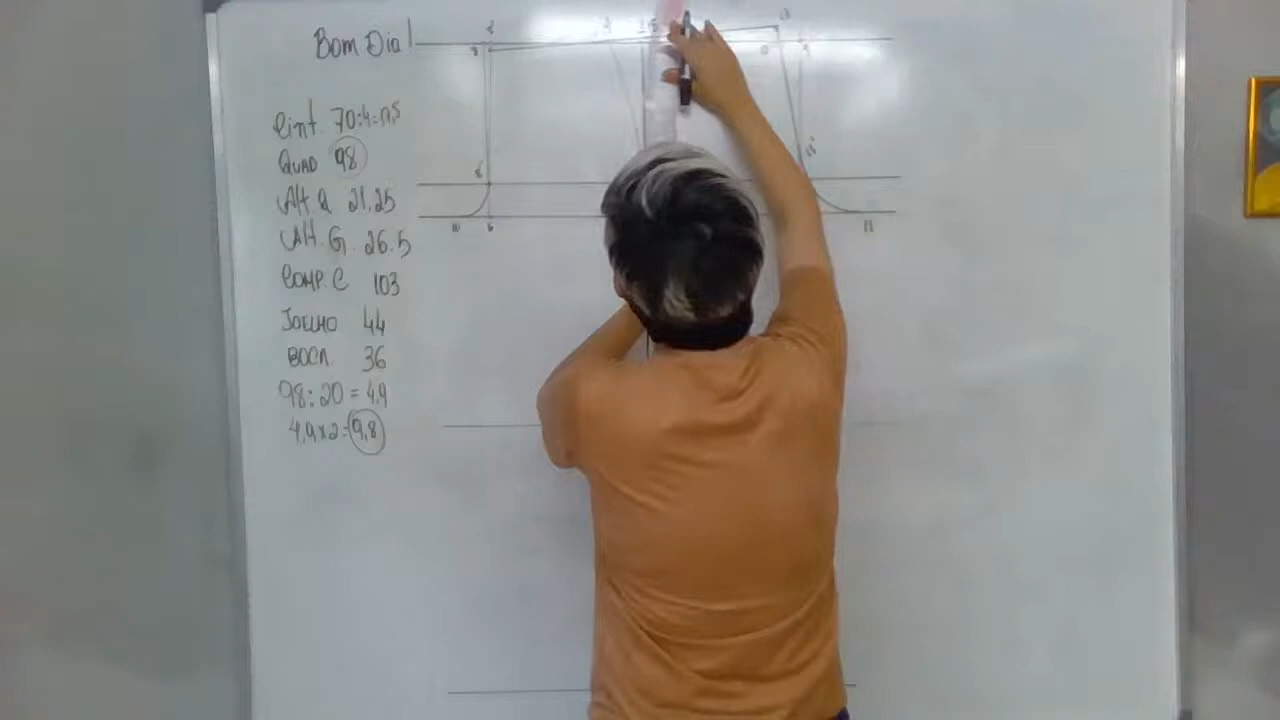 Bom Dia!
Cint. 70:4=17,5
QUAD 98
Alt. Q 21,25
Alt. G. 26.5
COMP. C 103
JOELHO 44
BOCA 36
98:20 = 4,9
4,9x2=9,8